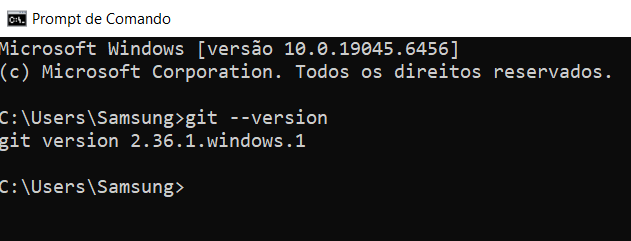 Prompt de Comando
Microsoft Windows [versão 10.0.19045.6456]
(c) Microsoft Corporation. Todos os direitos reservados.
C:\Users\Samsung>git --version
git version 2.36.1.windows.1
C:\Users\Samsung>